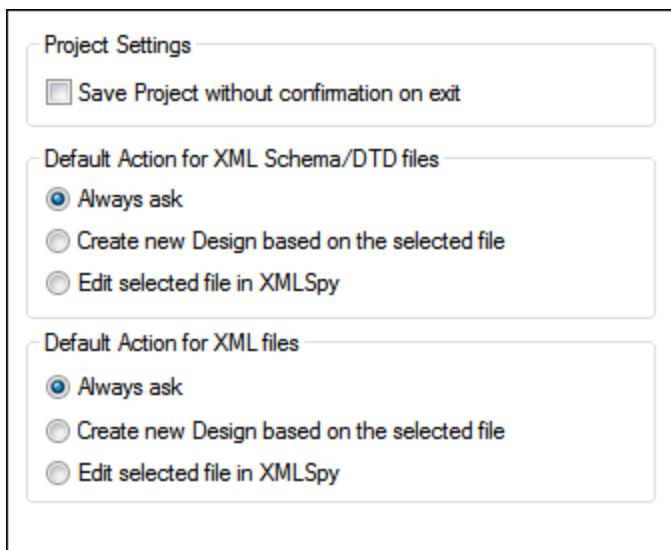 Project Settings
Save Project without confirmation on exit
Default Action for XML Schema/DTD files
Always ask
Create new Design based on the selected file
Edit selected file in XMLSpy
Default Action for XML files
Always ask
Create new Design based on the selected file
Edit selected file in XMLSpy